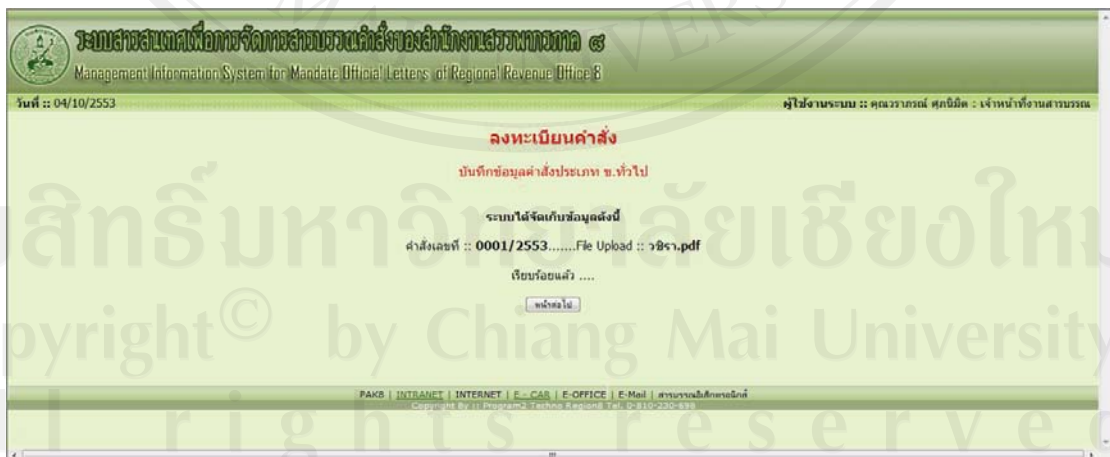 ระบบสารสนเทศเพื่อการจัดการสารบรรณคำสั่งของสำนักงานสรรพากรภาค ๘
Management Information System for Mandate Official Letters of Regional Revenue Office 8
วันที่ :: 04/10/2553
ผู้ใช้งานระบบ :: คุณวราภรณ์ ศุภนิมิต : เจ้าหน้าที่งานสารบรรณ
ลงทะเบียนคำสั่ง
บันทึกข้อมูลคำสั่งประเภท ข.ทั่วไป
ระบบได้จัดเก็บข้อมูลดังนี้
คำสั่งเลขที่ :: 0001/2553.......File Upload :: วชิรา.pdf
เรียบร้อยแล้ว ....
หน้าต่อไป
PAK8 | INTRANET | INTERNET | E - CAR | E-OFFICE | E-Mail | สารบรรณอิเล็กทรอนิกส์
Copyright By :: Program2 Techno Region8 Tel. 0-810-230-698
สิทธิ์มหาวิทยาลัยเชียงใหม่
pyright© by Chiang Mai University
l rights reserved